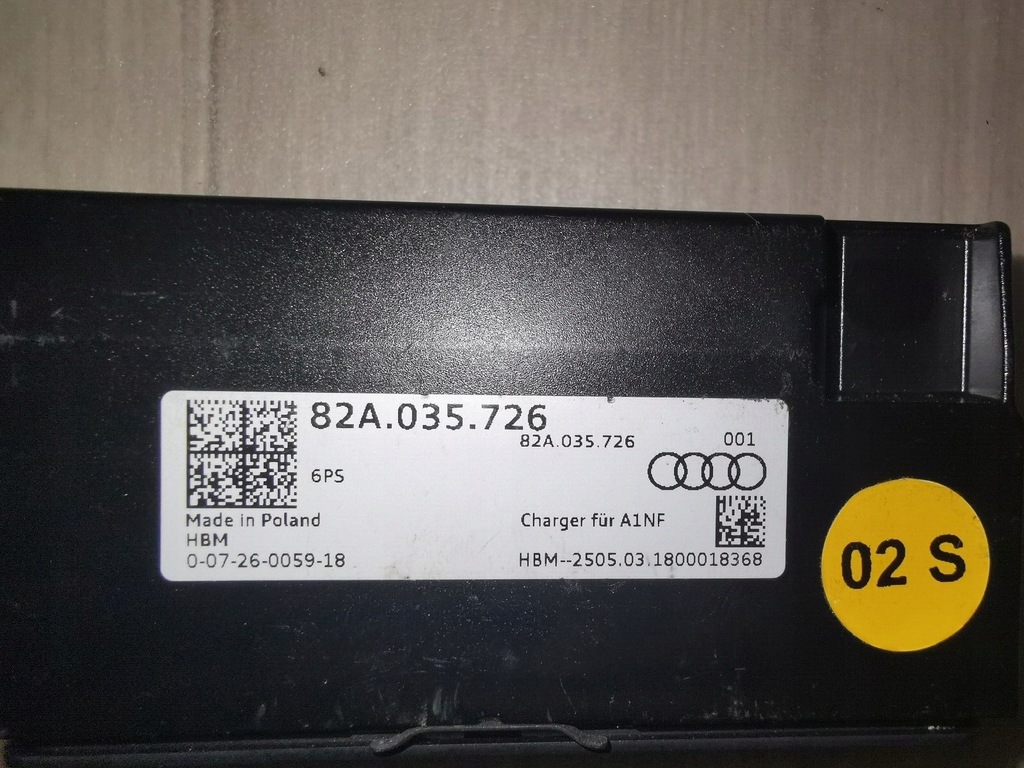 82A.035.726
82A.035.726 001
6PS
Made in Poland
HBM
0-07-26-0059-18
Charger für A1NF
HBM--2505.03.1800018368
02 S